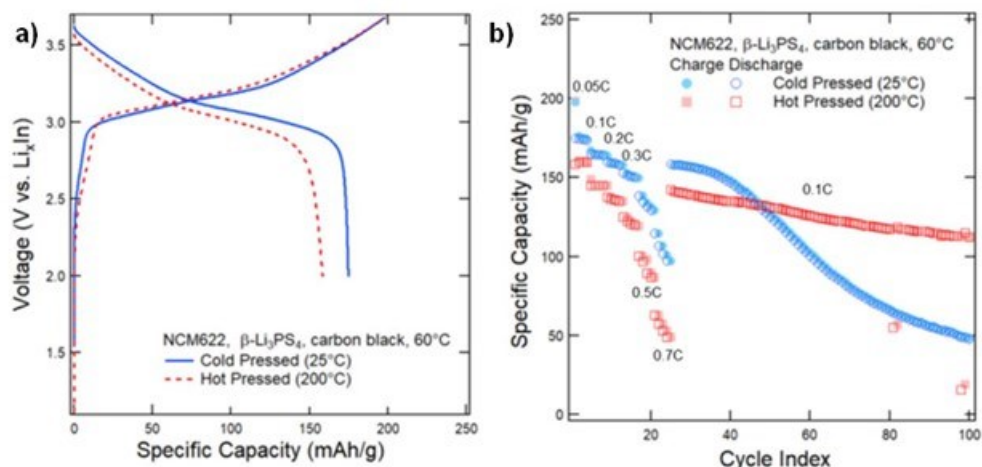 a)
3.5
3.0
2.5
2.0
1.5
Voltage (V vs. LiₓIn)
NCM622, β-Li₃PS₄, carbon black, 60°C
Cold Pressed (25°C)
Hot Pressed (200°C)
0 50 100 150 200 250
Specific Capacity (mAh/g)
b)
250
200
150
100
50
0
Specific Capacity (mAh/g)
NCM622, β-Li₃PS₄, carbon black, 60°C
Charge Discharge
Cold Pressed (25°C)
Hot Pressed (200°C)
0.05C
0.1C
0.2C
0.3C
0.1C
0.5C
0.7C
20 40 60 80 100
Cycle Index